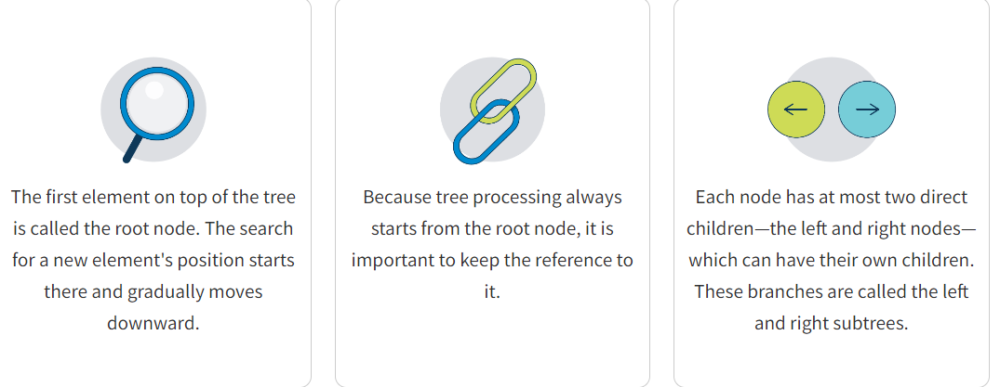 The first element on top of the tree
is called the root node. The search
for a new element's position starts
there and gradually moves
downward.
Because tree processing always
starts from the root node, it is
important to keep the reference to
it.
Each node has at most two direct
children—the left and right nodes—
which can have their own children.
These branches are called the left
and right subtrees.